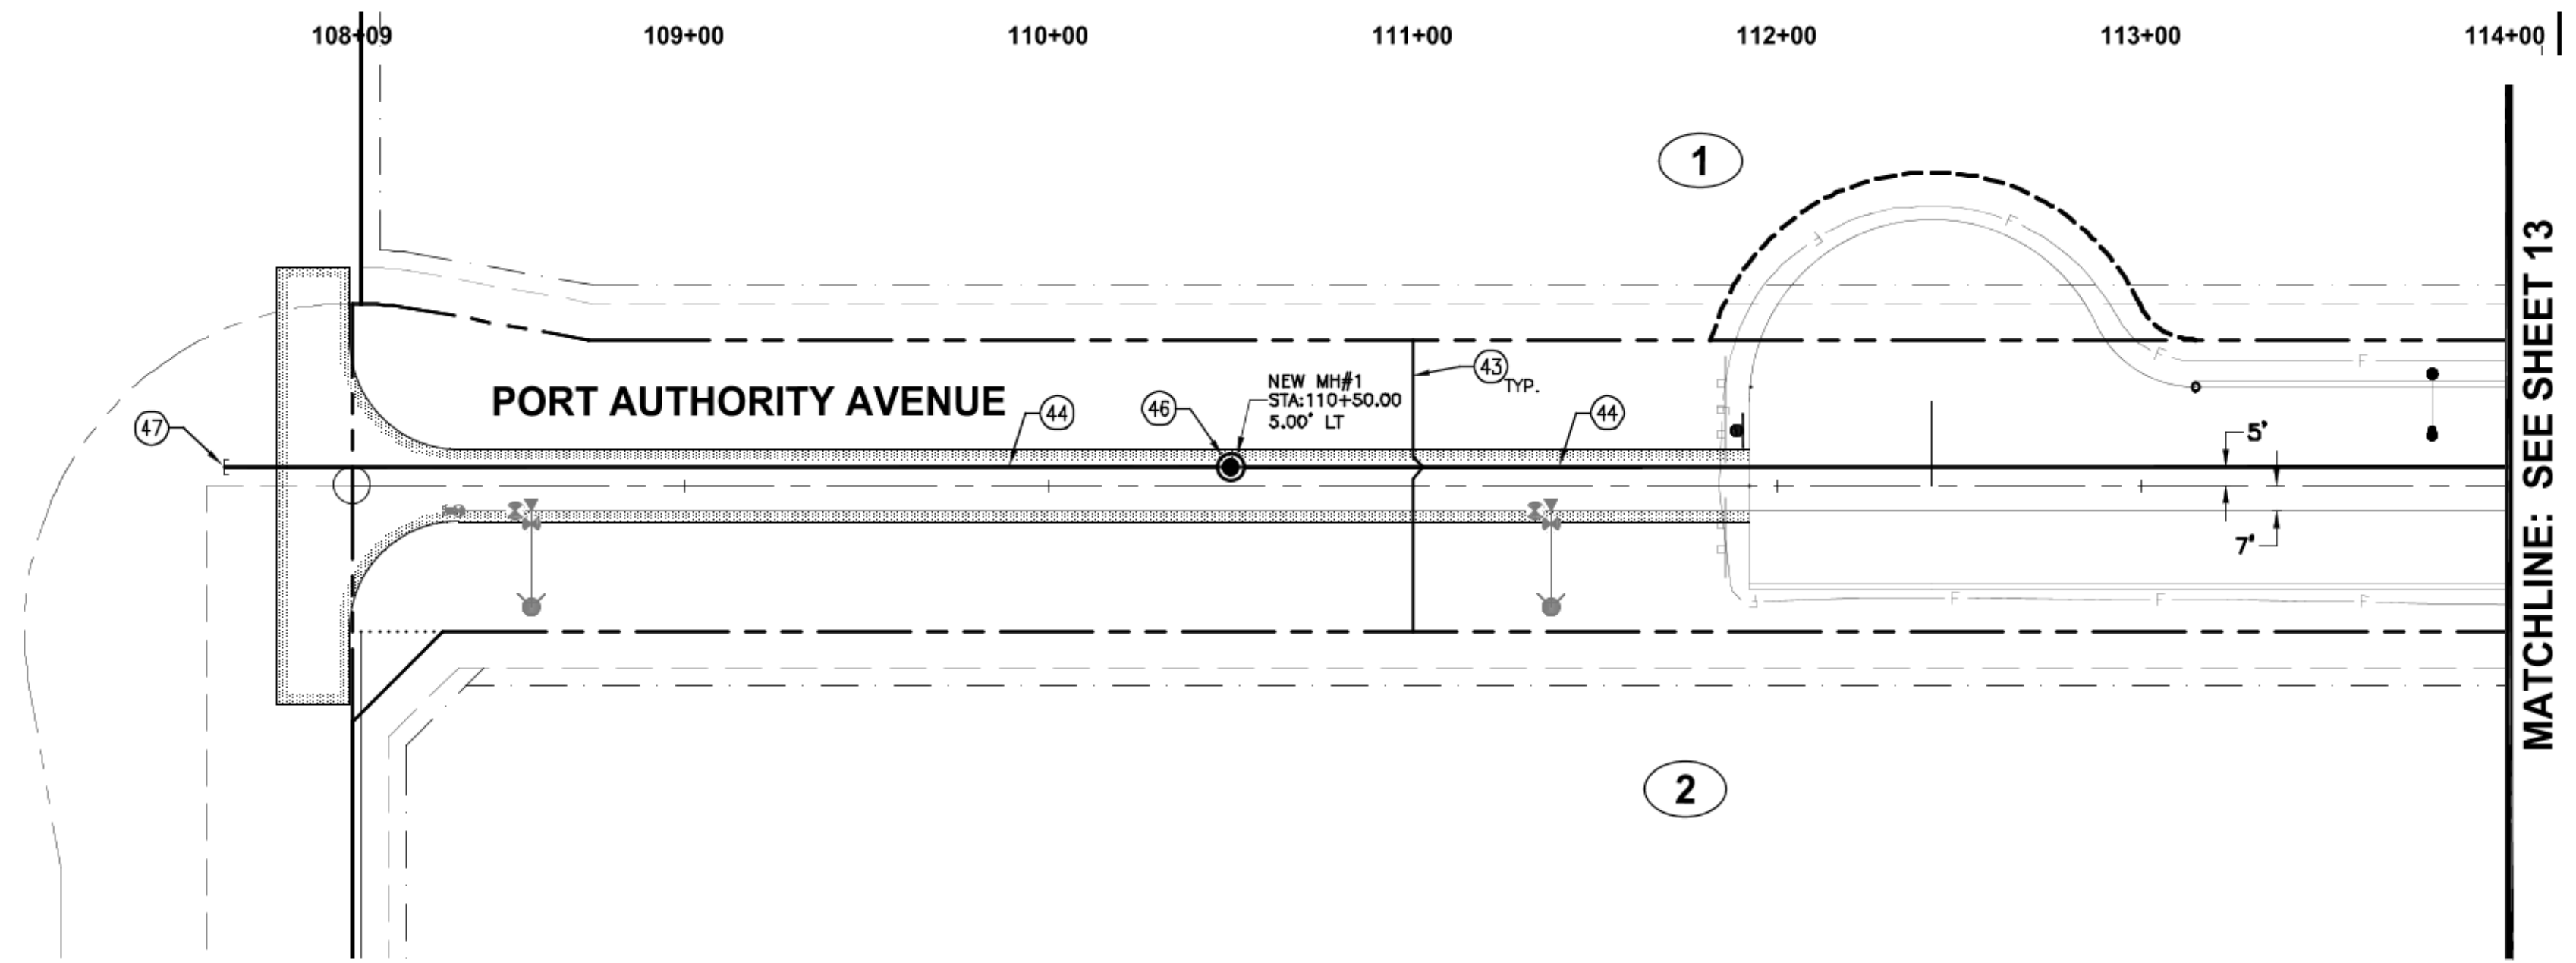 108+09 109+00 110+00 111+00 112+00 113+00 114+00
1
MATCHLINE: SEE SHEET 13
F
F
F
F
43
TYP.
NEW MH#1
STA:110+50.00
5.00' LT
PORT AUTHORITY AVENUE
44
46
44
47
5'
7'
F
F
F
F
2